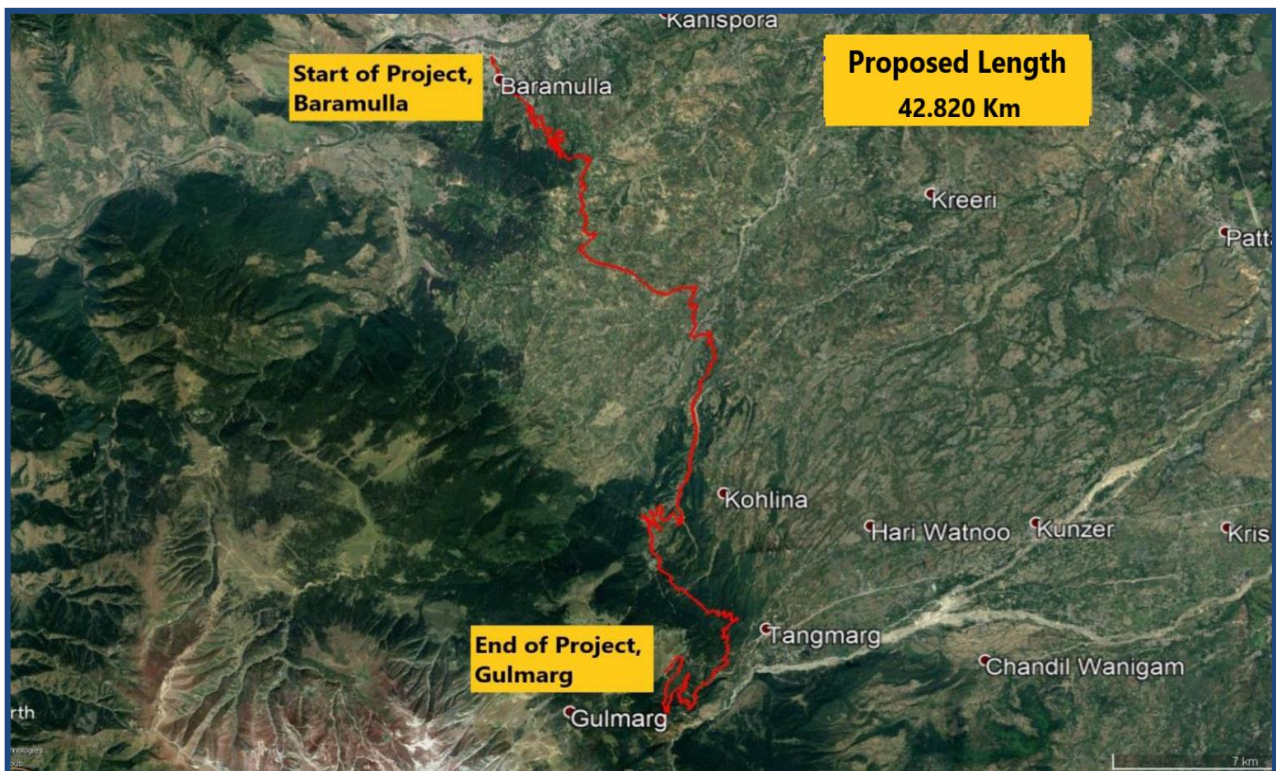 Kanispora
Start of Project,
Baramulla
Baramulla
Proposed Length
42.820 Km
Kreeri
Patta
Kohlina
Hari Watnoo
Kunzer
Kris
Tangmarg
End of Project,
Gulmarg
Chandil Wanigam
Gulmarg
rth
7 km